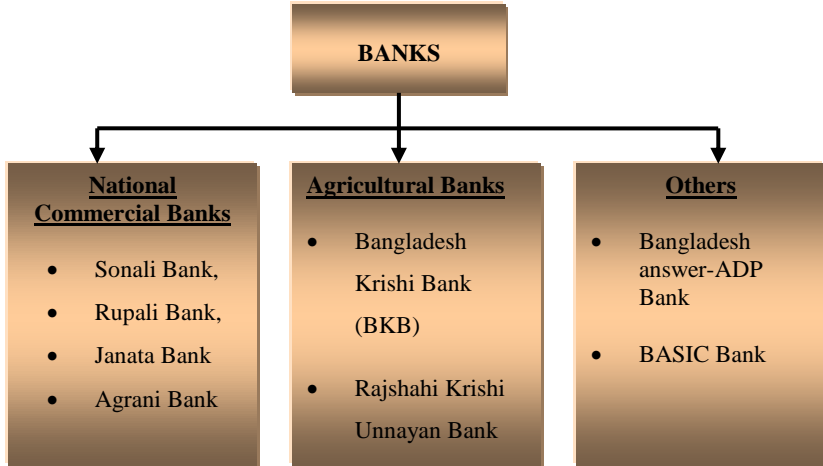 BANKS
National
Commercial Banks
• Sonali Bank,
• Rupali Bank,
• Janata Bank
• Agrani Bank
Agricultural Banks
• Bangladesh
Krishi Bank
(BKB)
• Rajshahi Krishi
Unnayan Bank
Others
• Bangladesh
answer-ADP
Bank
• BASIC Bank